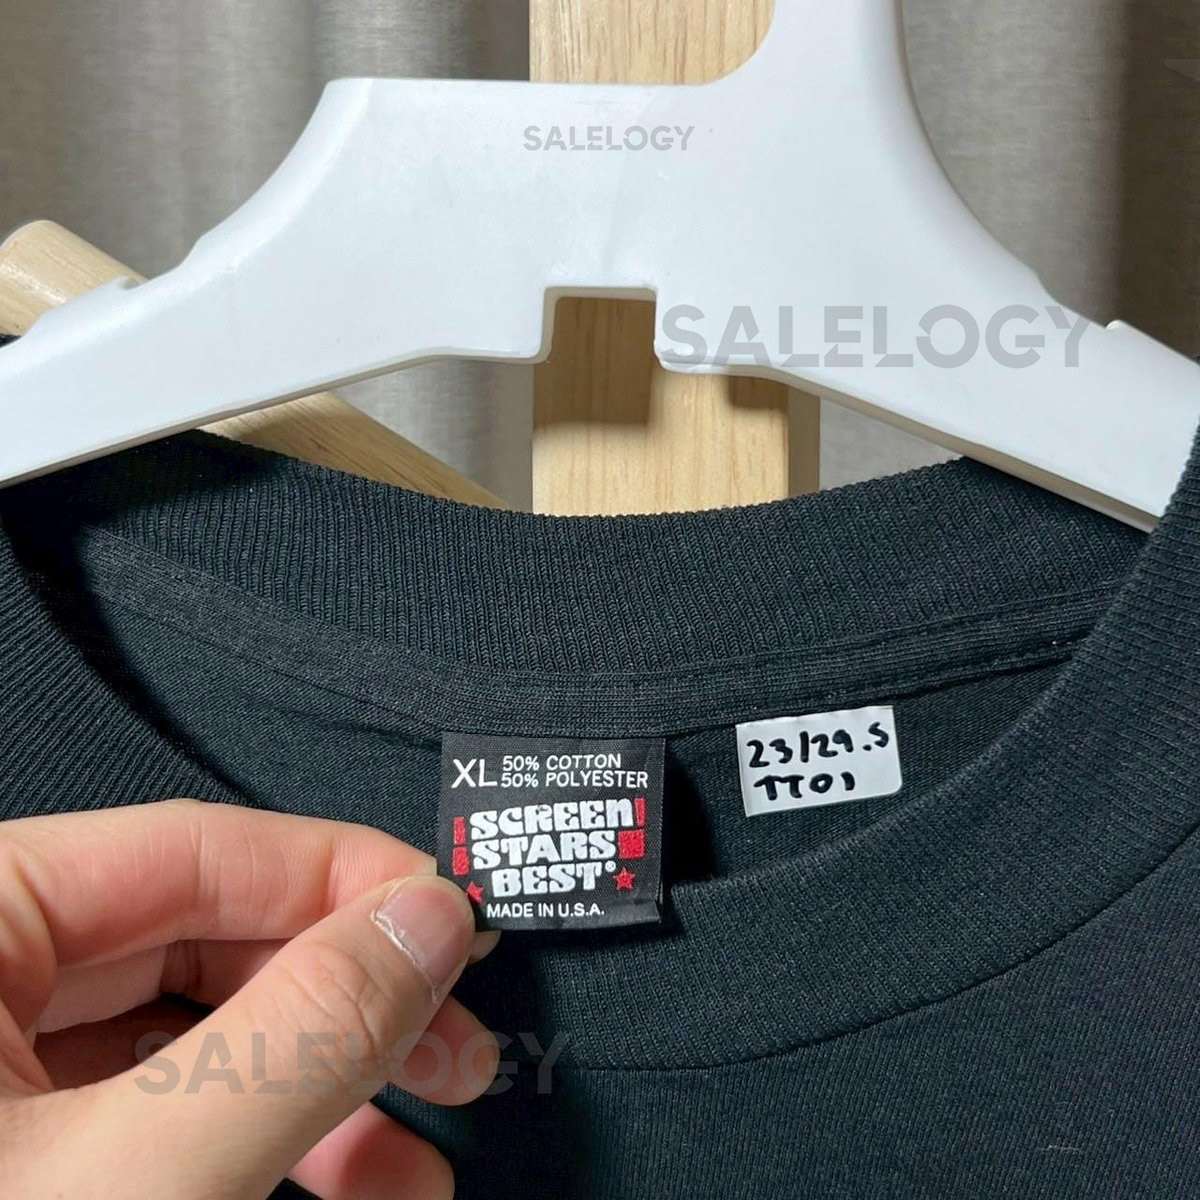 SALELOGY
SALELOGY
XL 50% COTTON
50% POLYESTER
SCREEN
STARS
BEST®
MADE IN U.S.A.
23/29.5
TT01
SALELOGY